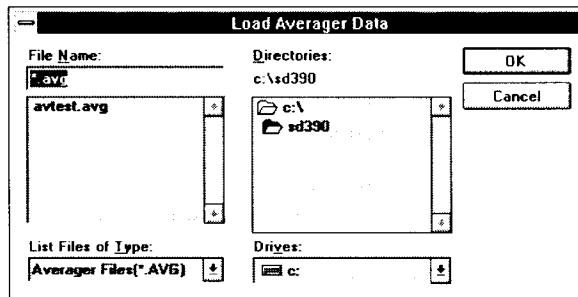 Load Averager Data
File Name:
*.avg
avtest.avg
List Files of Type:
Averager Files(*.AVG)
Directories:
c:\sd390
c:\
sd390
Drives:
c:
OK
Cancel